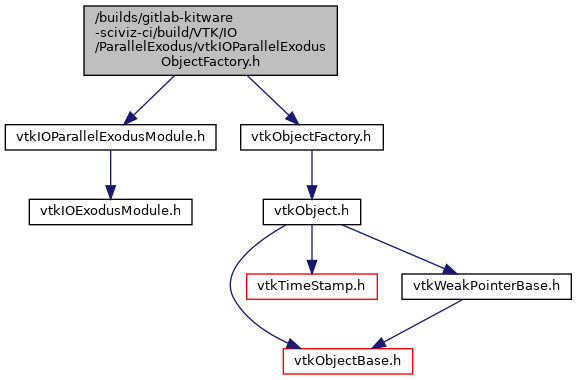 /builds/gitlab-kitware
-sciviz-ci/build/VTK/IO
/ParallelExodus/vtkIOParallelExodus
ObjectFactory.h
vtkIOParallelExodusModule.h
vtkObjectFactory.h
vtkIOExodusModule.h
vtkObject.h
vtkTimeStamp.h
vtkWeakPointerBase.h
vtkObjectBase.h